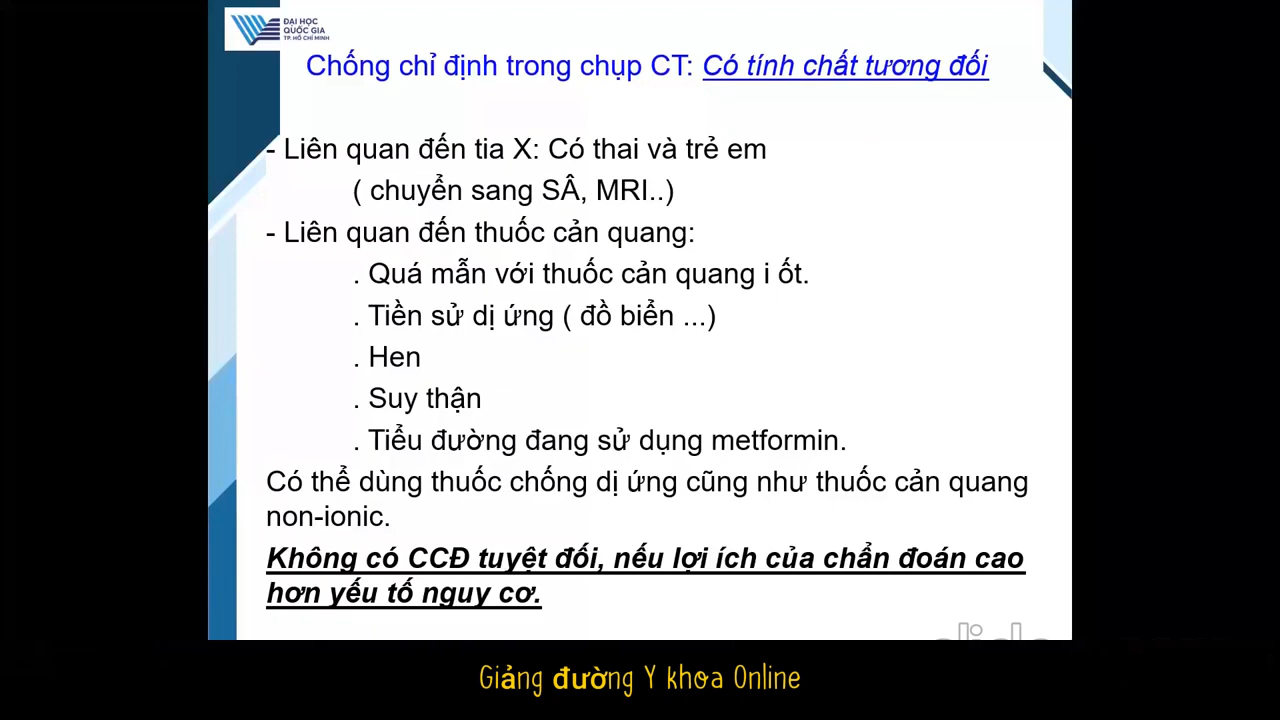 ĐẠI HỌC
QUỐC GIA
TP. HỒ CHÍ MINH
Chống chỉ định trong chụp CT: Có tính chất tương đối
- Liên quan đến tia X: Có thai và trẻ em
( chuyển sang SÂ, MRI..)
- Liên quan đến thuốc cản quang:
. Quá mẫn với thuốc cản quang i ốt.
. Tiền sử dị ứng ( đồ biển ...)
. Hen
. Suy thận
. Tiểu đường đang sử dụng metformin.
Có thể dùng thuốc chống dị ứng cũng như thuốc cản quang
non-ionic.
Không có CCĐ tuyệt đối, nếu lợi ích của chẩn đoán cao
hơn yếu tố nguy cơ.
Giảng đường Y khoa Online